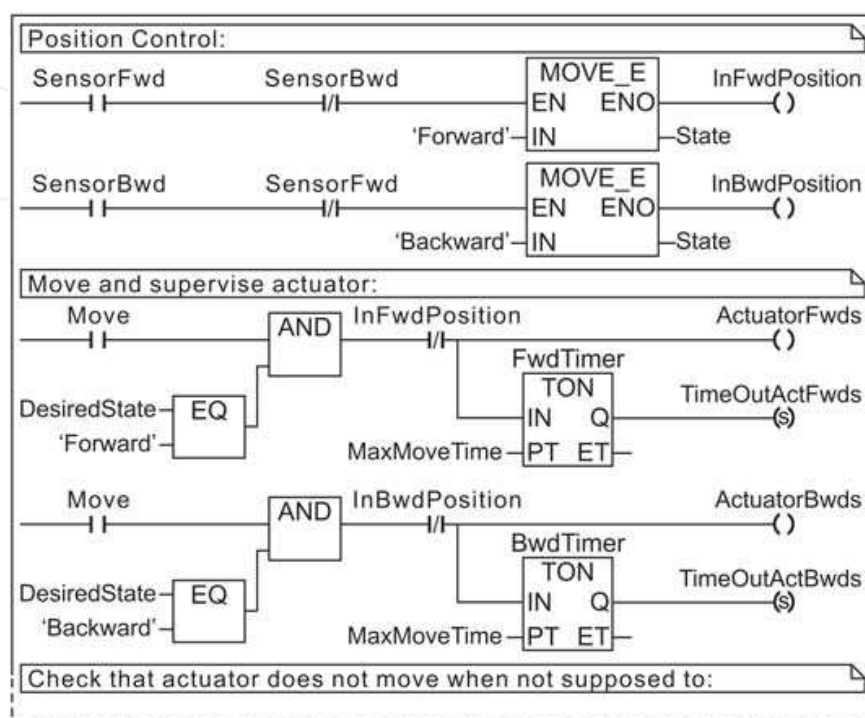 Position Control:
SensorFwd SensorBwd MOVE_E InFwdPosition
EN ENO
'Forward' IN State
SensorBwd SensorFwd MOVE_E InBwdPosition
EN ENO
'Backward' IN State
Move and supervise actuator:
Move AND InFwdPosition ActuatorFwds
FwdTimer
TON TimeOutActFwds
DesiredState EQ IN Q S
'Forward'
MaxMoveTime PT ET
Move AND InBwdPosition ActuatorBwds
BwdTimer
TON TimeOutActBwds
DesiredState EQ IN Q S
'Backward'
MaxMoveTime PT ET
Check that actuator does not move when not supposed to: